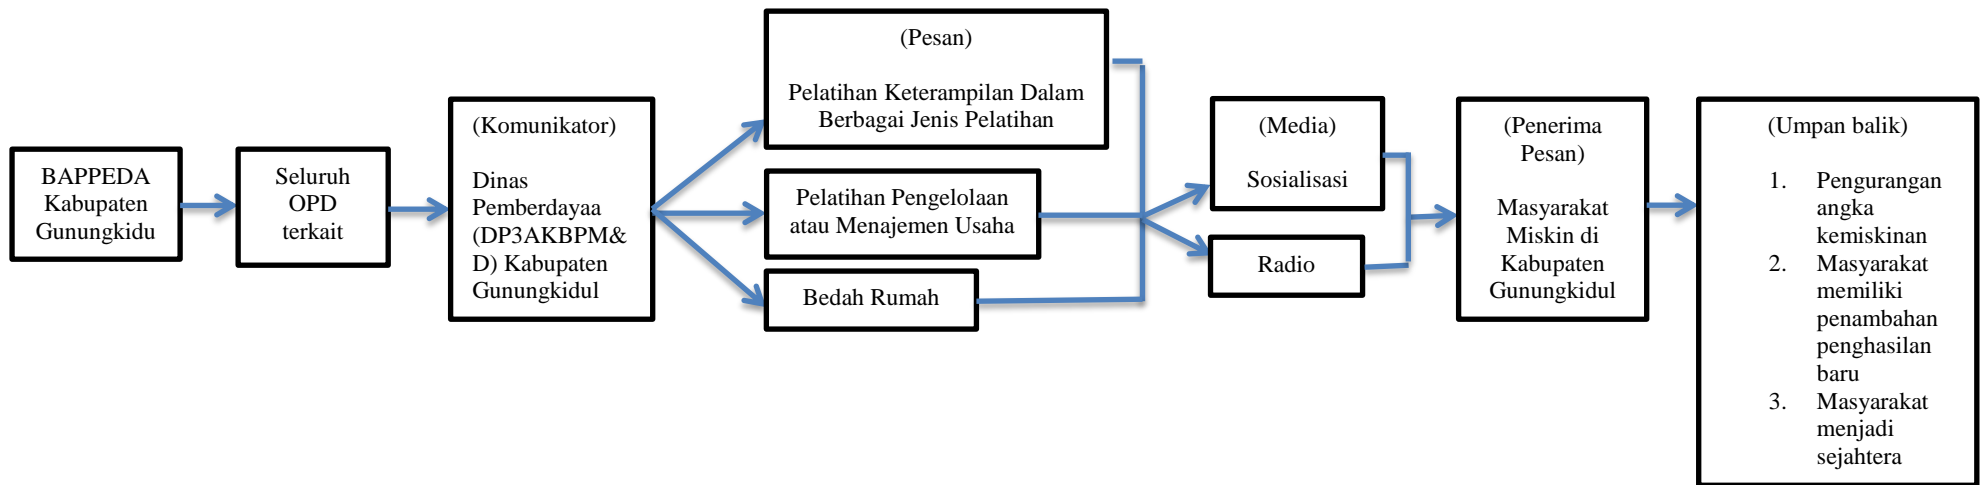 BAPPEDA
Kabupaten
Gunungkidu
Seluruh
OPD
terkait
(Komunikator)
Dinas
Pemberdayaa
(DP3AKBPM&
D) Kabupaten
Gunungkidul
(Pesan)
Pelatihan Keterampilan Dalam
Berbagai Jenis Pelatihan
Pelatihan Pengelolaan
atau Menajemen Usaha
Bedah Rumah
(Media)
Sosialisasi
Radio
(Penerima
Pesan)
Masyarakat
Miskin di
Kabupaten
Gunungkidul
(Umpan balik)
1. Pengurangan
angka
kemiskinan
2. Masyarakat
memiliki
penambahan
penghasilan
baru
3. Masyarakat
menjadi
sejahtera